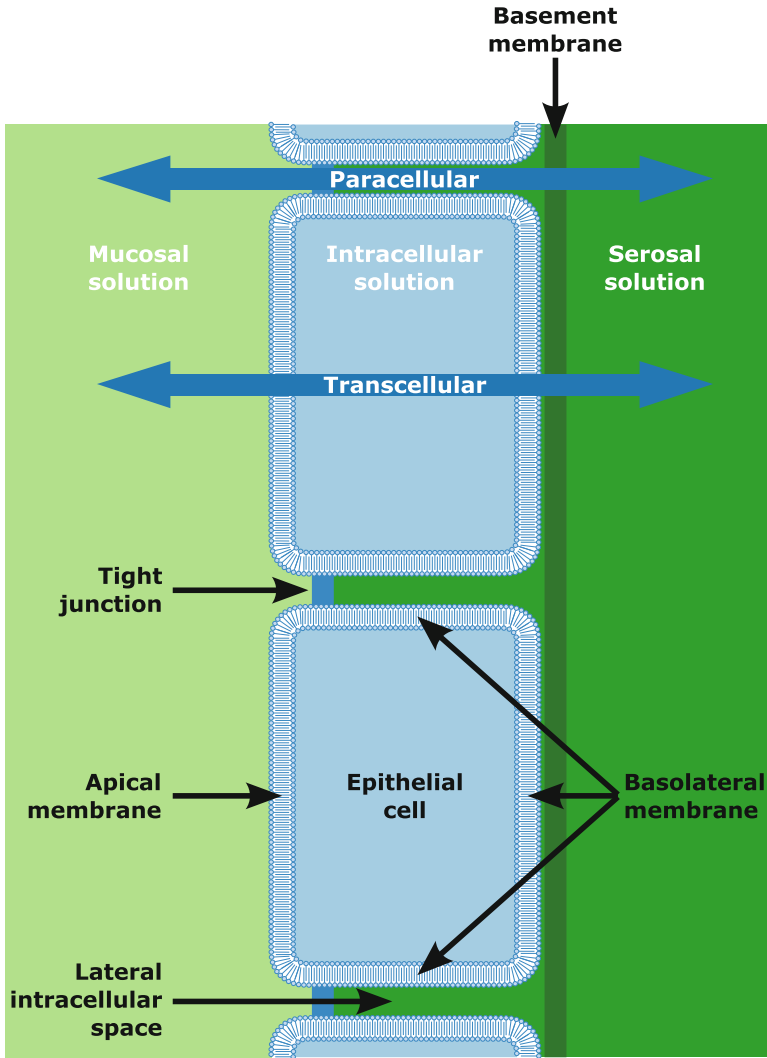 Basement
membrane
Paracellular
Mucosal
solution
Intracellular
solution
Serosal
solution
Transcellular
Tight
junction
Apical
membrane
Epithelial
cell
Basolateral
membrane
Lateral
intracellular
space